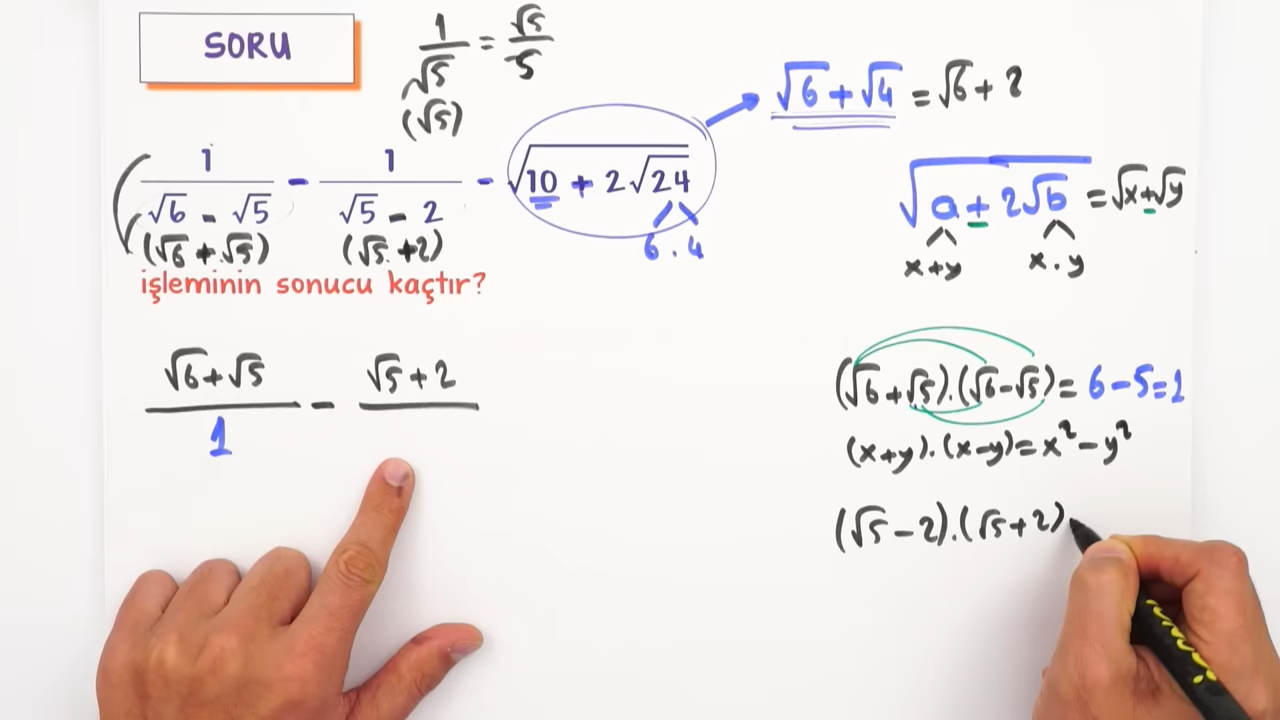 SORU
1/√5 = √5/5
(√5)
√6 + √4 = √6 + 2
1/(√6 - √5) - 1/(√5 - 2) - √(10 + 2√24)
(√6 + √5) (√5 + 2)
6 . 4
işleminin sonucu kaçtır?
√(a ± 2√b) = √x ± √y
x+y x.y
(√6+√5)/1 - (√5+2)
(√6+√5).(√6-√5) = 6-5=1
(x+y).(x-y)=x²-y²
(√5-2).(√5+2)